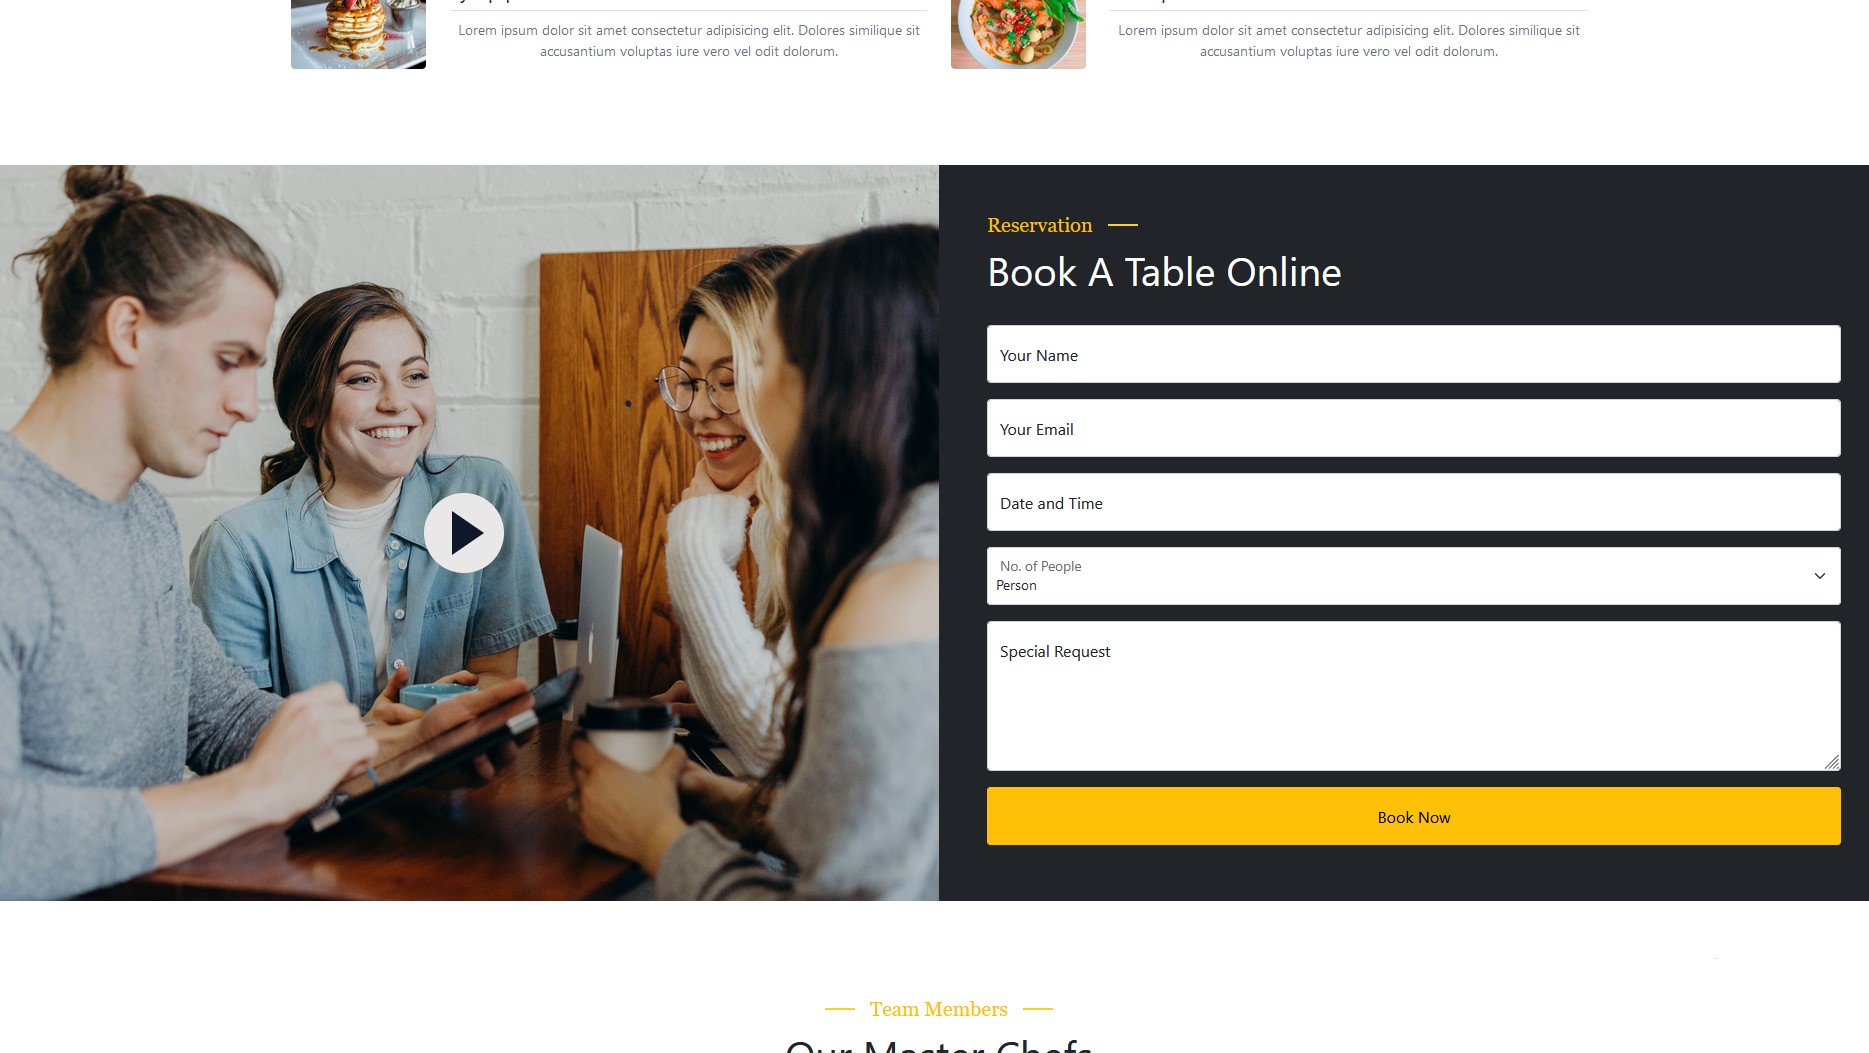 Lorem ipsum dolor sit amet consectetur adipisicing elit. Dolores similique sit
accusantium voluptas iure vero vel odit dolorum.
Lorem ipsum dolor sit amet consectetur adipisicing elit. Dolores similique sit
accusantium voluptas iure vero vel odit dolorum.
Reservation
Book A Table Online
Your Name
Your Email
Date and Time
No. of People
Person
Special Request
Book Now
Team Members
Our Master Chefs